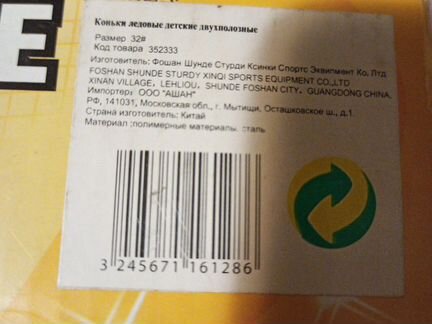 E
Коньки ледовые детские двухполозные
Размер 32#
Код товара 352333
Изготовитель: Фошан Шунде Стурди Ксинки Спортс Эквипмент Ко. Лтд
FOSHAN SHUNDE STURDY XINQI SPORTS EQUIPMENT CO.,LTD
XINAN VILLAGE, LEHLIOU, SHUNDE FOSHAN CITY, GUANGDONG CHINA.
Импортер: ООО "АШАН"
РФ, 141031, Московская обл., г. Мытищи, Осташковское ш., д.1
Страна изготовитель: Китай
Материал :полимерные материалы, сталь
3 245671 161286